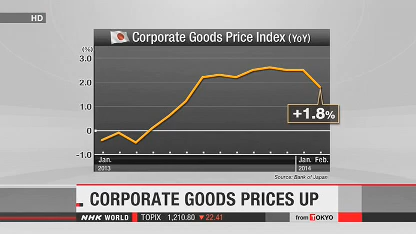 HD
Corporate Goods Price Index (YoY)
(%)
3.0
2.0
1.0
0
-1.0
+1.8%
Jan.
2013
Jan. Feb.
2014
Source: Bank of Japan
CORPORATE GOODS PRICES UP
NHK WORLD TOPIX 1,210.80 ▼ 22.41 from TOKYO